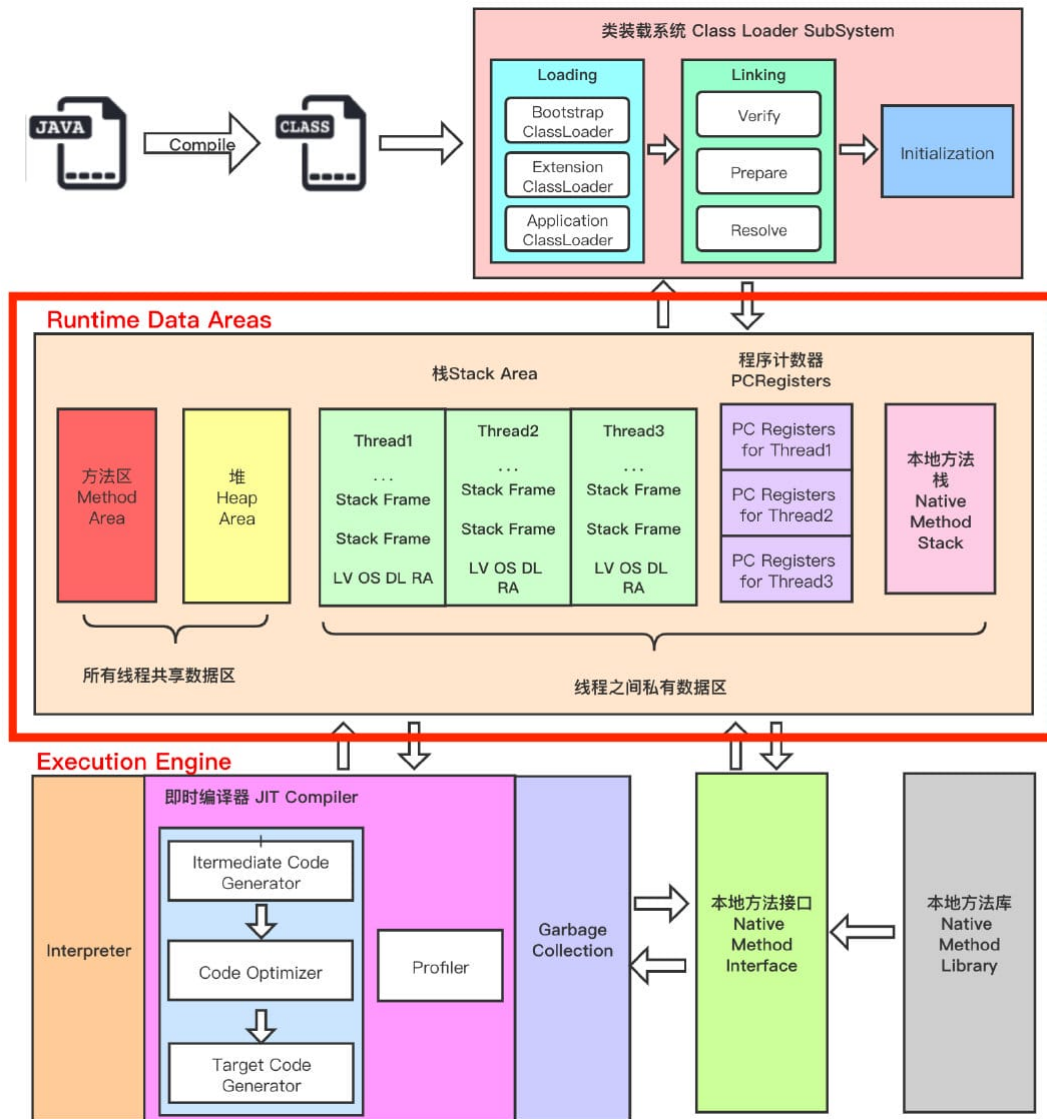 类装载系统 Class Loader SubSystem
Loading
Bootstrap
ClassLoader
Extension
ClassLoader
Application
ClassLoader
Linking
Verify
Prepare
Resolve
Initialization
JAVA
Compile
CLASS
Runtime Data Areas
栈Stack Area
程序计数器
PCRegisters
方法区
Method
Area
堆
Heap
Area
Thread1
...
Stack Frame
Stack Frame
LV OS DL RA
Thread2
...
Stack Frame
Stack Frame
LV OS DL
RA
Thread3
...
Stack Frame
Stack Frame
LV OS DL
RA
PC Registers
for Thread1
PC Registers
for Thread2
PC Registers
for Thread3
本地方法
栈
Native
Method
Stack
所有线程共享数据区
线程之间私有数据区
Execution Engine
Interpreter
即时编译器 JIT Compiler
Itermediate Code
Generator
Code Optimizer
Target Code
Generator
Profiler
Garbage
Collection
本地方法接口
Native
Method
Interface
本地方法库
Native
Method
Library